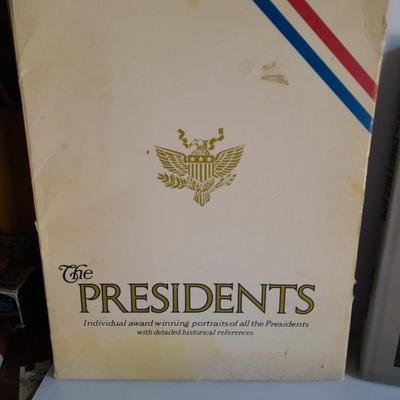 The
PRESIDENTS
Individual award winning portraits of all the Presidents
with detailed historical references